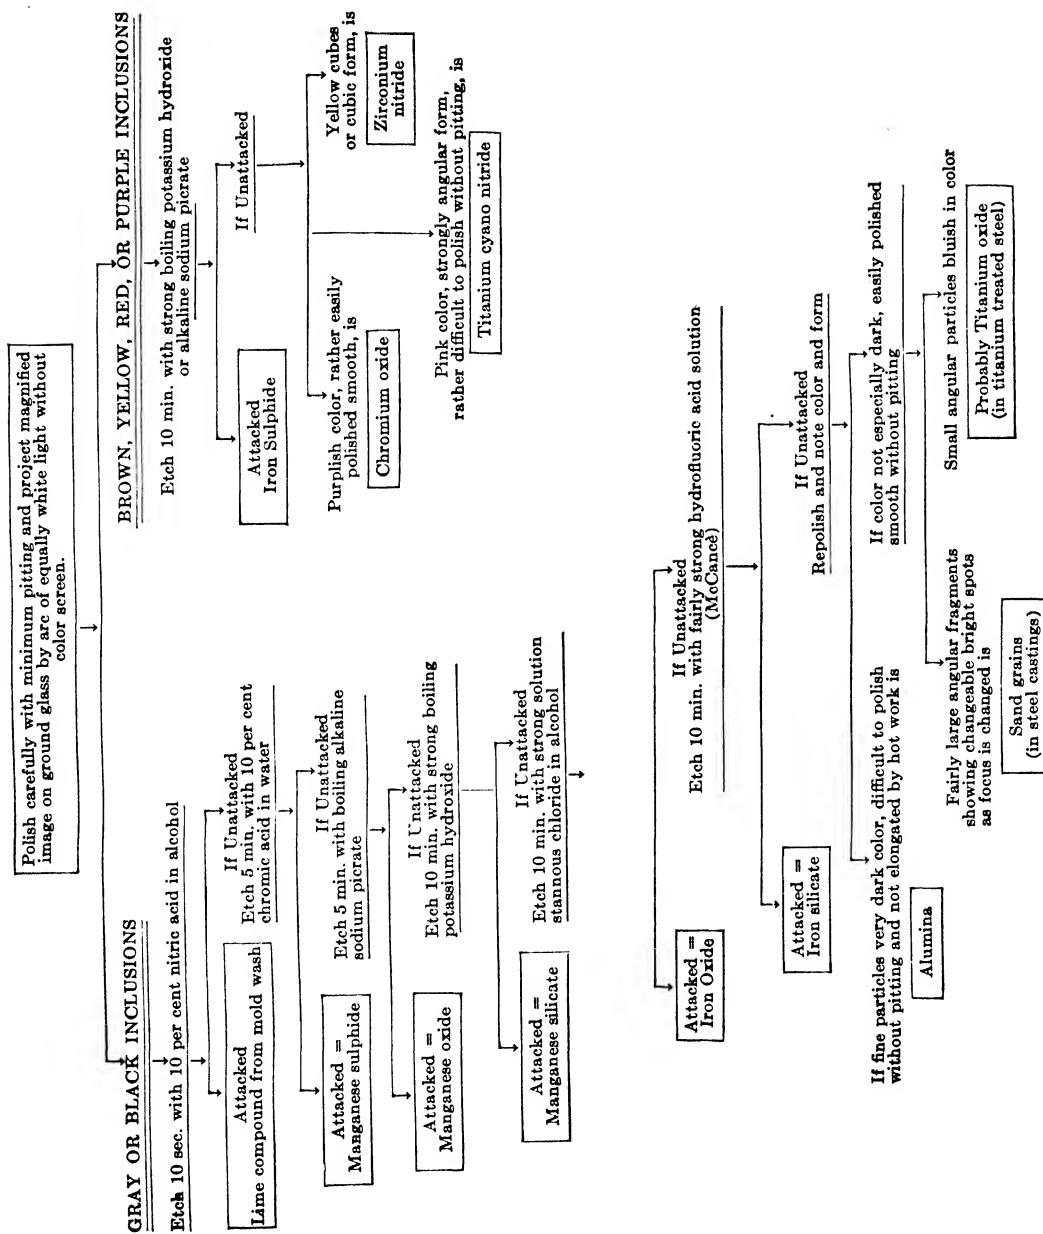 Polish carefully with minimum pitting and project magnified
image on ground glass by arc of equally white light without
color screen.
GRAY OR BLACK INCLUSIONS
Etch 10 sec. with 10 per cent nitric acid in alcohol
Attacked
Lime compound from mold wash
If Unattacked
Etch 5 min. with 10 per cent
chromic acid in water
Attacked =
Manganese sulphide
If Unattacked
Etch 5 min. with boiling alkaline
sodium picrate
Attacked =
Manganese oxide
If Unattacked
Etch 10 min. with strong boiling
potassium hydroxide
Attacked =
Manganese silicate
If Unattacked
Etch 10 min. with strong solution
stannous chloride in alcohol
BROWN, YELLOW, RED, OR PURPLE INCLUSIONS
Etch 10 min. with strong boiling potassium hydroxide
or alkaline sodium picrate
Attacked
Iron Sulphide
If Unattacked
Purplish color, rather easily
polished smooth, is
Chromium oxide
Yellow cubes
or cubic form, is
Zirconium
nitride
Pink color, strongly angular form,
rather difficult to polish without pitting, is
Titanium cyano nitride
Attacked =
Iron Oxide
If Unattacked
Etch 10 min. with fairly strong hydrofluoric acid solution
(McCance)
Attacked =
Iron silicate
If Unattacked
Repolish and note color and form
If fine particles very dark color, difficult to polish
without pitting and not elongated by hot work is
Alumina
If color not especially dark, easily polished
smooth without pitting
Fairly large angular fragments
showing changeable bright spots
as focus is changed is
Sand grains
(in steel castings)
Small angular particles bluish in color
Probably Titanium oxide
(in titanium treated steel)